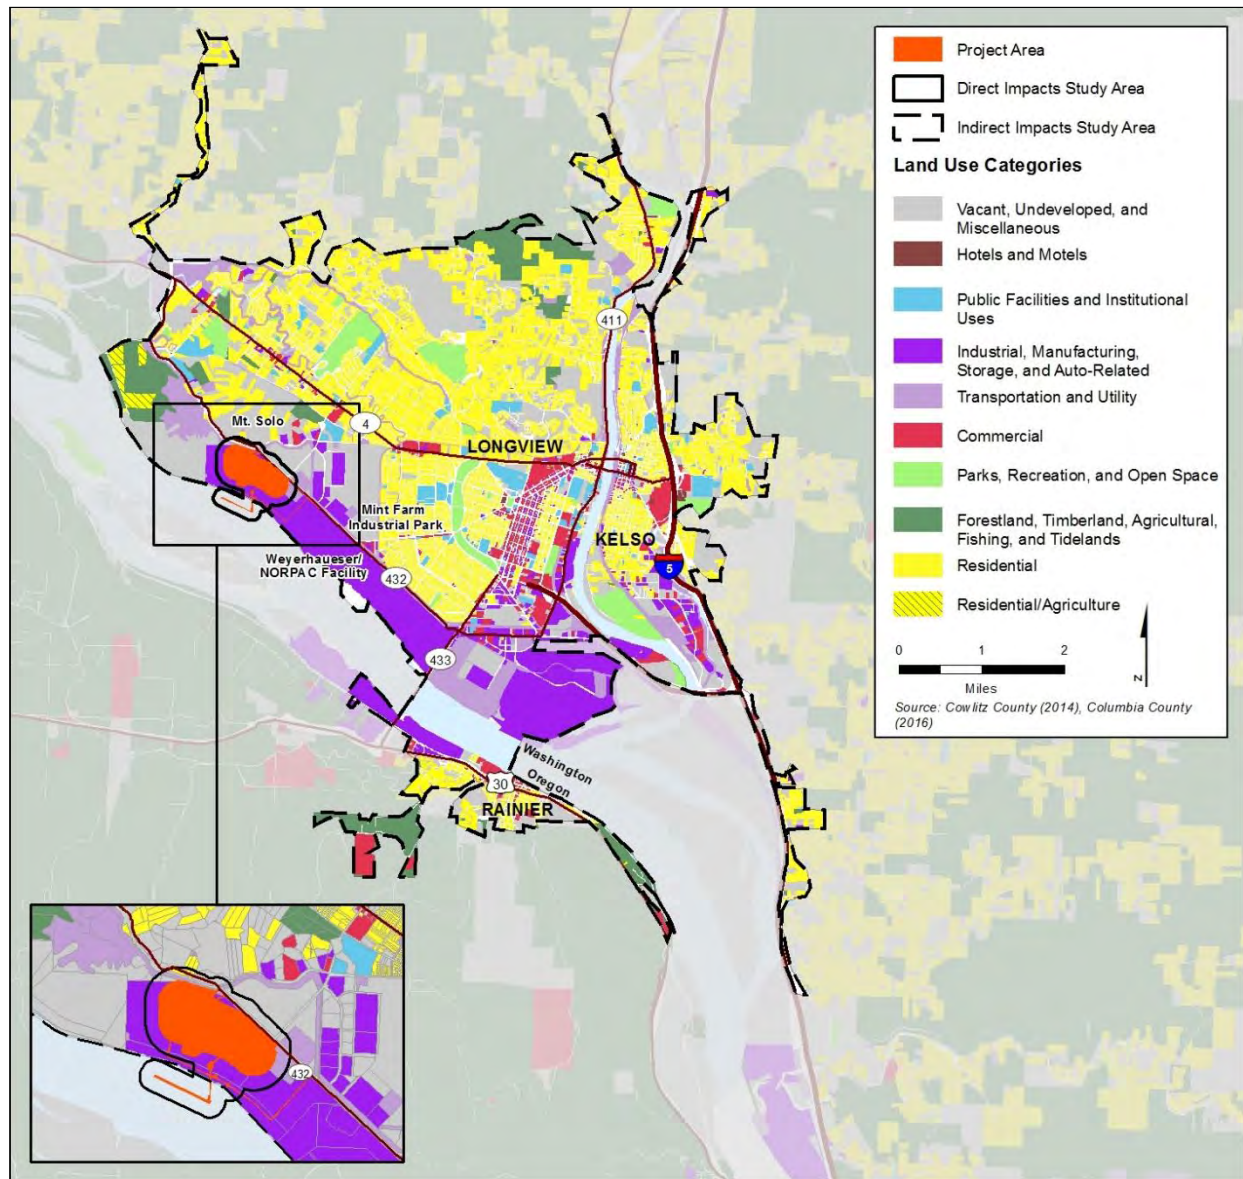 Project Area
Direct Impacts Study Area
Indirect Impacts Study Area
Land Use Categories
Vacant, Undeveloped, and
Miscellaneous
Hotels and Motels
Public Facilities and Institutional
Uses
Industrial, Manufacturing,
Storage, and Auto-Related
Transportation and Utility
Commercial
Parks, Recreation, and Open Space
Forestland, Timberland, Agricultural,
Fishing, and Tidelands
Residential
Residential/Agriculture
0 1 2
Miles
N
Source: Cowlitz County (2014), Columbia County
(2016)
411
Mt. Solo
4
LONGVIEW
Mint Farm
Industrial Park
KELSO
Weyerhaueser/
NORPAC Facility
5
432
433
Washington
Oregon
30
RAINIER
432